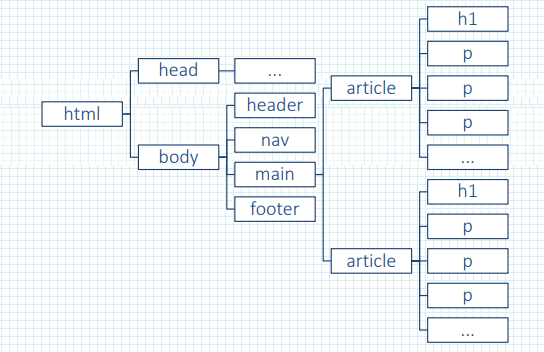 html
head
...
body
header
nav
main
footer
article
h1
p
p
p
...
article
h1
p
p
p
...